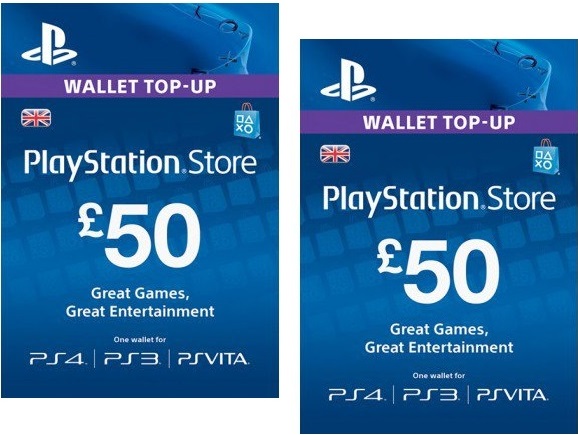 WALLET TOP-UP
PlayStation®Store
£50
Great Games,
Great Entertainment
One wallet for
PS4 | PS3 | PSVITA
WALLET TOP-UP
PlayStation®Store
£50
Great Games,
Great Entertainment
One wallet for
PS4 | PS3 | PSVITA